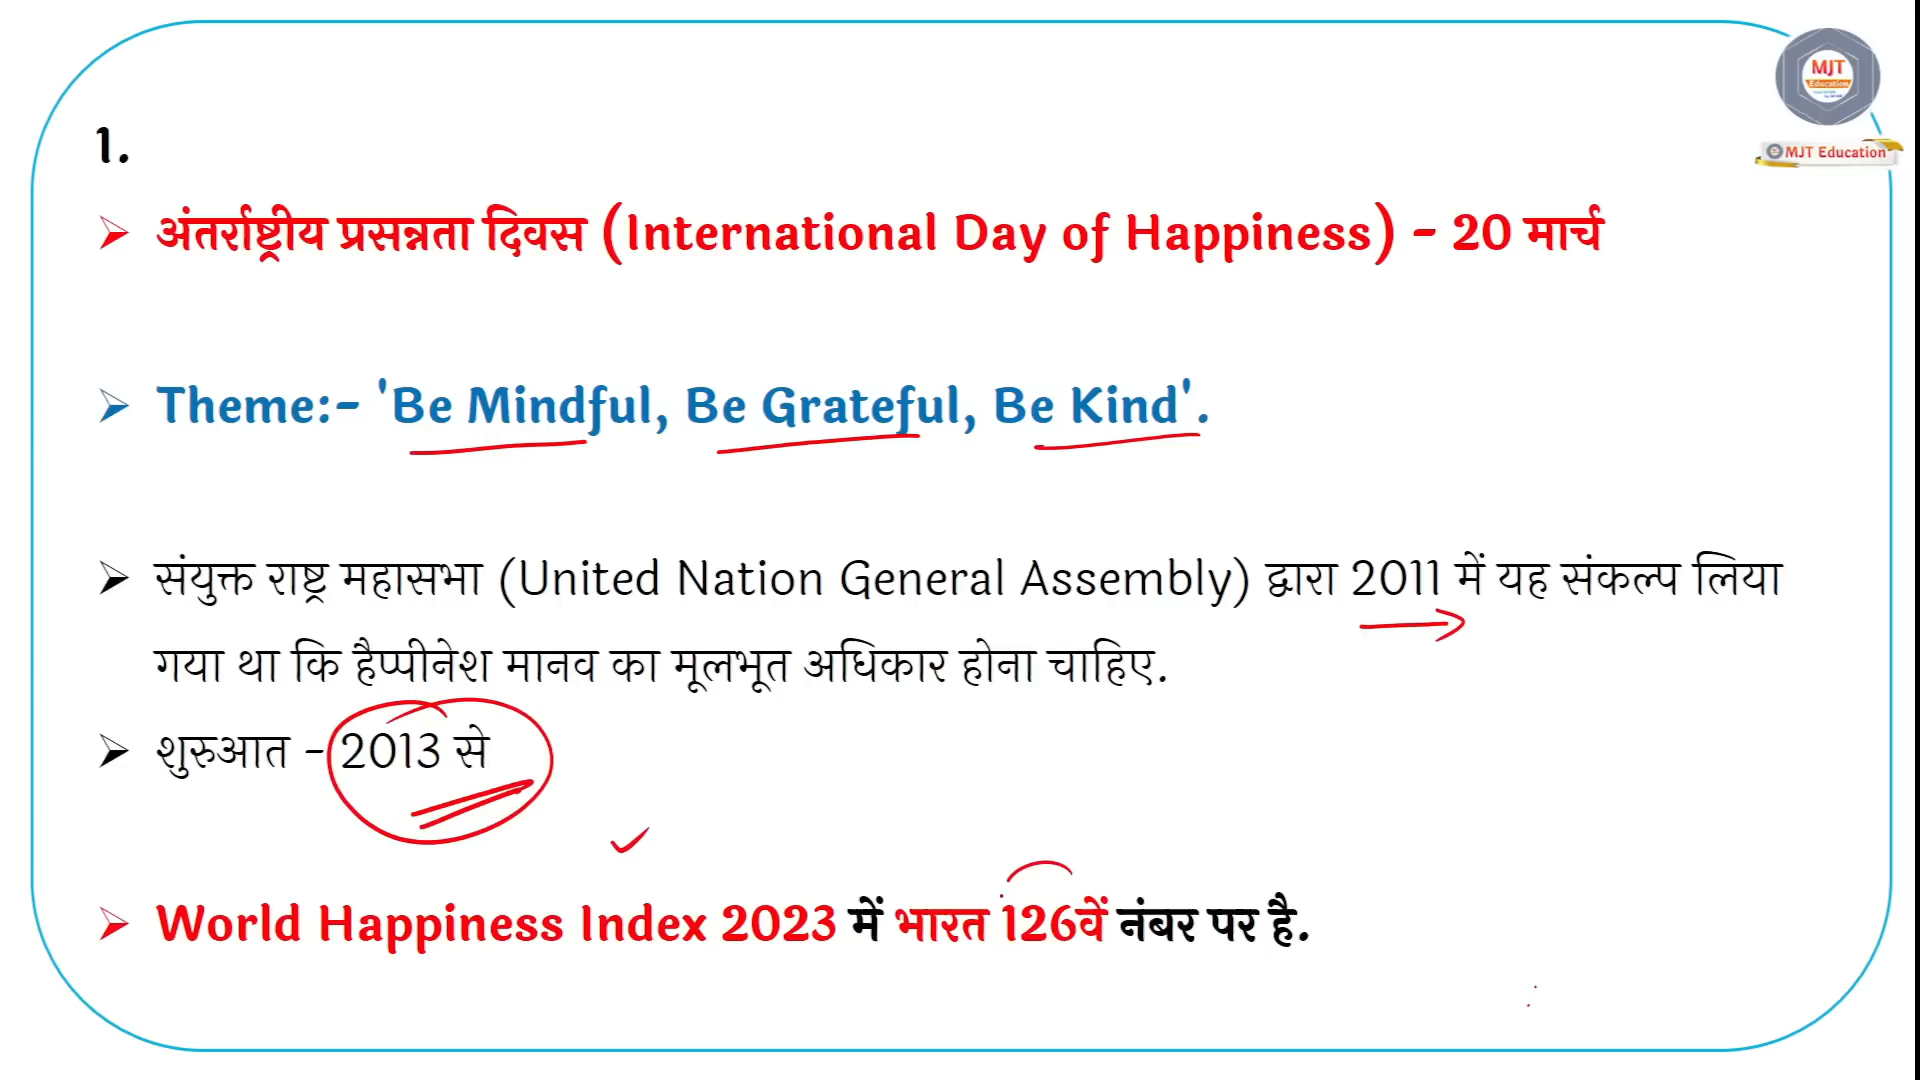 MJT
Education
MJT Education
1.
➢ अंतर्राष्ट्रीय प्रसन्नता दिवस (International Day of Happiness) - 20 मार्च
➢ Theme:- 'Be Mindful, Be Grateful, Be Kind'.
➢ संयुक्त राष्ट्र महासभा (United Nation General Assembly) द्वारा 2011 में यह संकल्प लिया
गया था कि हैप्पीनेश मानव का मूलभूत अधिकार होना चाहिए.
➢ शुरुआत - 2013 से
➢ World Happiness Index 2023 में भारत 126वें नंबर पर है.